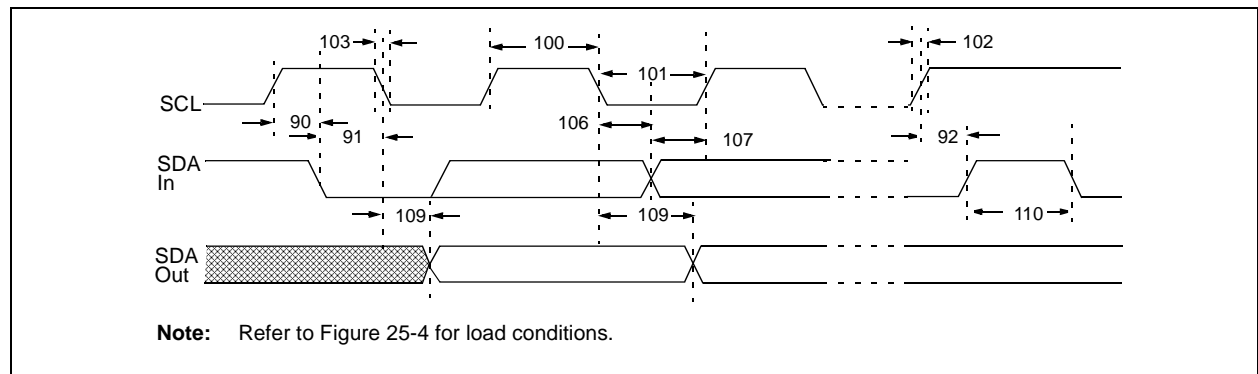 103
100
102
101
SCL
90
91
106
107
92
SDA
In
109
109
110
SDA
Out
Note: Refer to Figure 25-4 for load conditions.